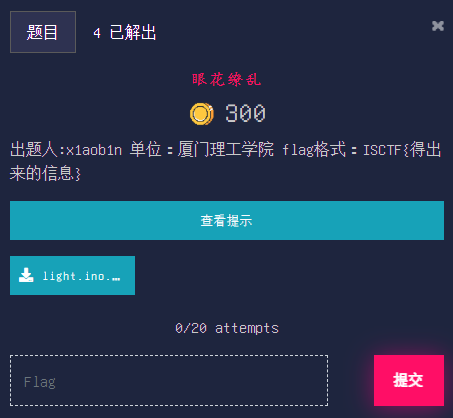 题目 4 已解出 ×
眼花缭乱
300
出题人:x1aob1n 单位：厦门理工学院 flag格式：ISCTF{得出
来的信息}
查看提示
light.ino.…
0/20 attempts
Flag 提交